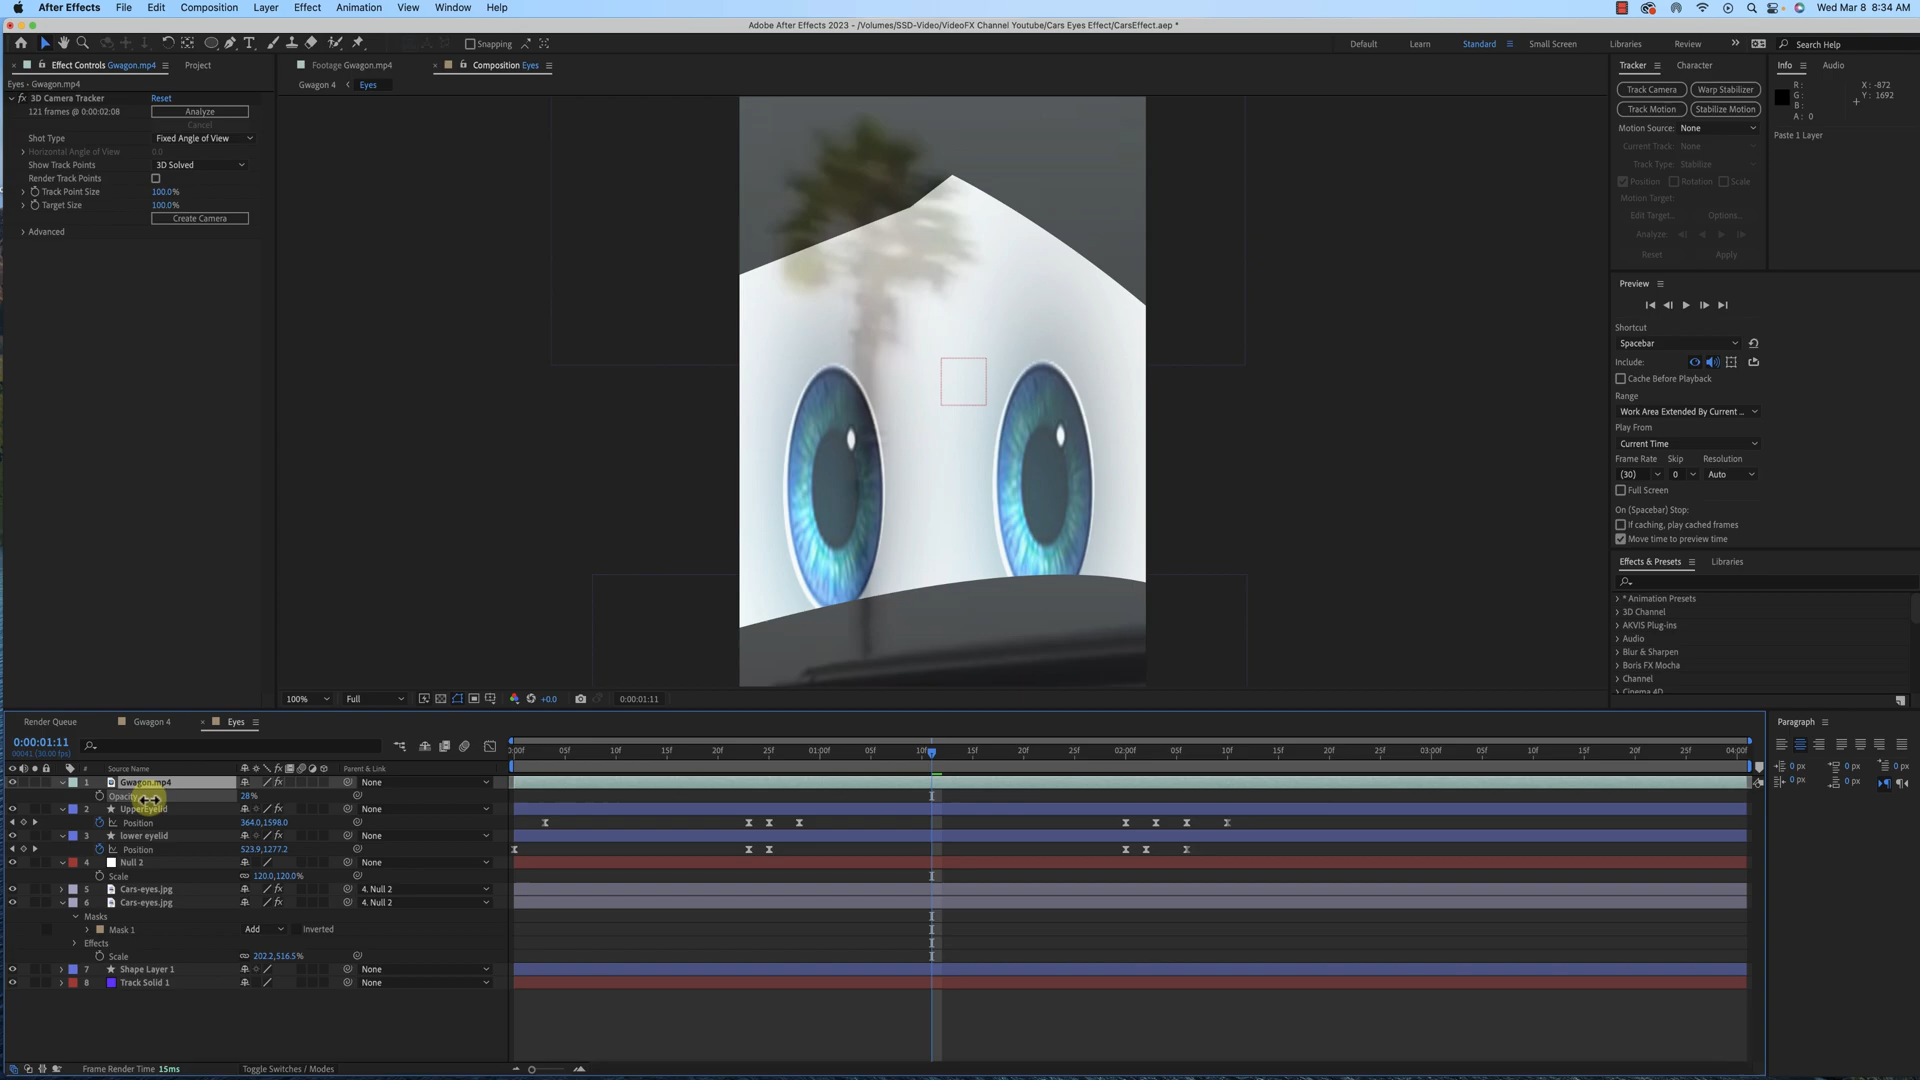 After Effects File Edit Composition Layer Effect Animation View Window Help Wed Mar 8 8:34 AM
Adobe After Effects 2023 - /Volumes/SSD-Video/VideoFX Channel Youtube/Cars Eyes Effect/CarsEffect.aep *
Snapping Default Learn Standard Small Screen Libraries Review Search Help
Effect Controls Gwagon.mp4 Project Footage Gwagon.mp4 Composition Eyes Tracker Character Info Audio
Eyes - Gwagon.mp4 Gwagon 4 Eyes
3D Camera Tracker Reset
121 frames @ 0:00:02:08 Analyze
Cancel
Shot Type Fixed Angle of View
Horizontal Angle of View 0.0
Show Track Points 3D Solved
Render Track Points
Track Point Size 100.0%
Target Size 100.0%
Create Camera
Advanced
Track Camera Warp Stabilizer
Track Motion Stabilize Motion
Motion Source: None
Current Track: None
Track Type: Stabilize
Position Rotation Scale
Motion Target:
Edit Target... Options...
Analyze:
Reset Apply
R :
G :
B :
A : 0
X : -872
Y : 1692
Paste 1 Layer
Preview
Shortcut
Spacebar
Include:
Cache Before Playback
Range
Work Area Extended By Current ...
Play From
Current Time
Frame Rate Skip Resolution
(30) 0 Auto
Full Screen
On (Spacebar) Stop:
If caching, play cached frames
Move time to preview time
Effects & Presets Libraries
* Animation Presets
3D Channel
AKVIS Plug-ins
Audio
Blur & Sharpen
Boris FX Mocha
Channel
Cinema 4D
100% Full +0.0 0:00:01:11
Render Queue Gwagon 4 Eyes
0:00:01:11
00041 (30.00 fps)
:00f 05f 10f 15f 20f 25f 01:00f 05f 10f 15f 20f 25f 02:00f 05f 10f 15f 20f 25f 03:00f 05f 10f 15f 20f 25f 04:00f
# Source Name Parent & Link
1 Gwagon.mp4 None
Opacity 28%
2 UpperEyelid None
Position 364.0,1598.0
3 lower eyelid None
Position 523.9,1277.2
4 Null 2 None
Scale 120.0,120.0%
5 Cars-eyes.jpg 4. Null 2
6 Cars-eyes.jpg 4. Null 2
Masks
Mask 1 Add Inverted
Effects
Scale 202.2,516.5%
7 Shape Layer 1 None
8 Track Solid 1 None
Frame Render Time 15ms Toggle Switches / Modes
Paragraph
0 px 0 px 0 px
0 px 0 px